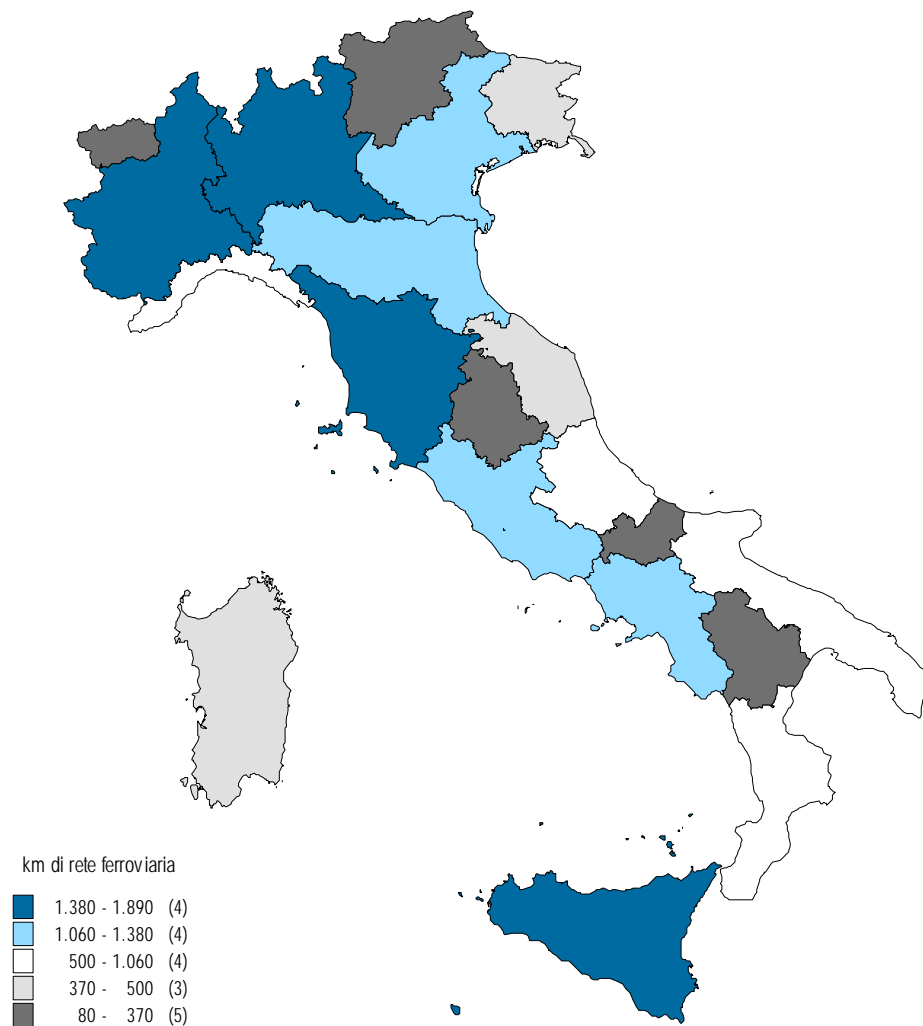 km di rete ferroviaria
1.380 - 1.890 (4)
1.060 - 1.380 (4)
500 - 1.060 (4)
370 - 500 (3)
80 - 370 (5)